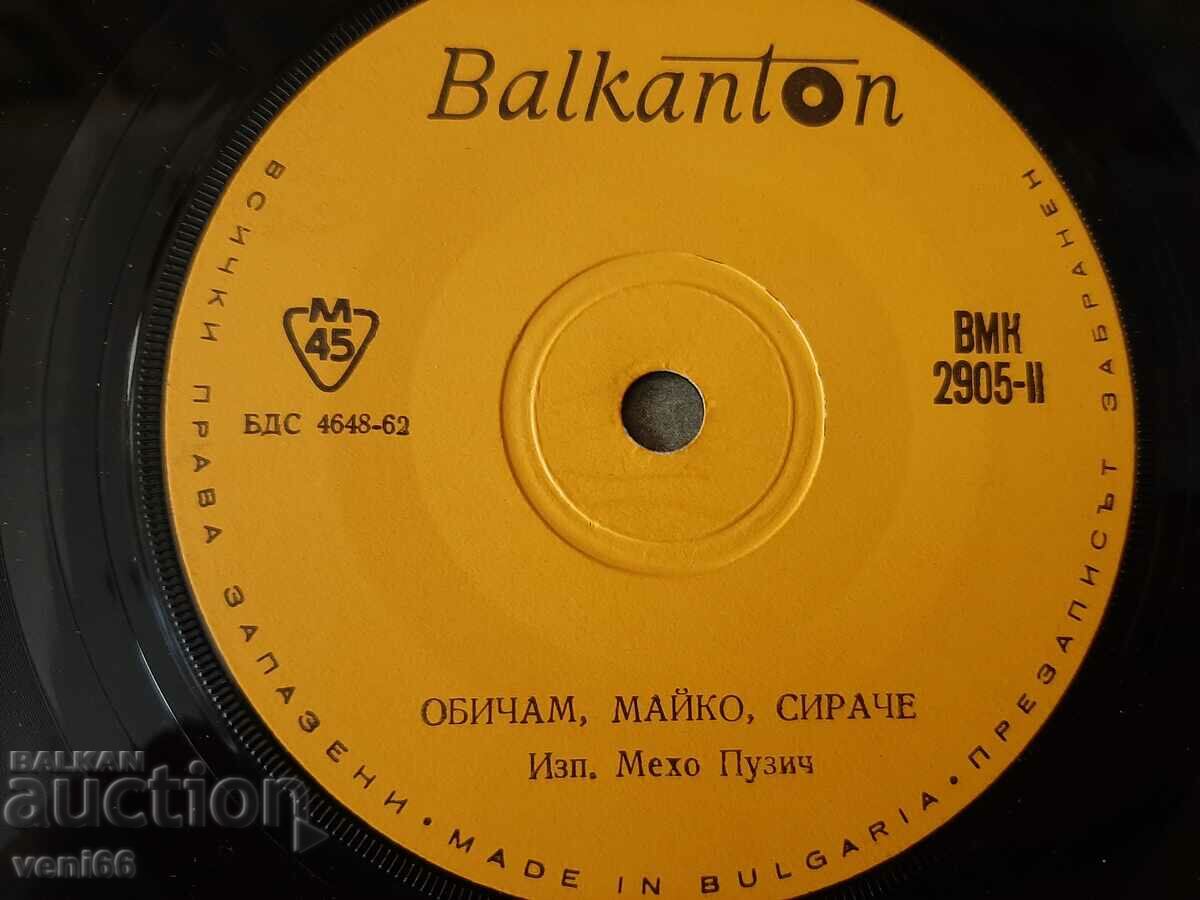 Balkanton
М
45
БДС 4648-62
ВМК
2905-II
ОБИЧАМ, МАЙКО, СИРАЧЕ
Изп. Мехо Пузич
ВСИЧКИ ПРАВА ЗАПАЗЕНИ · MADE IN BULGARIA · ПРЕЗАПИСЪТ ЗАБРАНЕН
BALKAN
auction
veni66